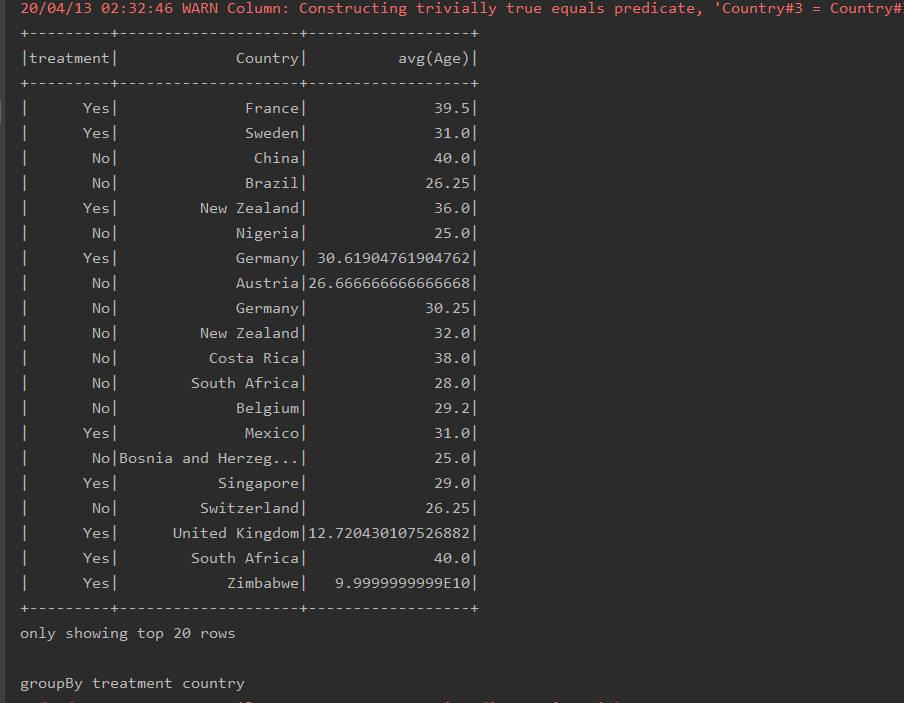 20/04/13 02:32:46 WARN Column: Constructing trivially true equals predicate, 'Country#3 = Country#
+---------+--------------------+------------------+
|treatment|             Country|          avg(Age)|
+---------+--------------------+------------------+
|      Yes|              France|              39.5|
|      Yes|              Sweden|              31.0|
|       No|               China|              40.0|
|       No|              Brazil|             26.25|
|      Yes|         New Zealand|              36.0|
|       No|             Nigeria|              25.0|
|      Yes|             Germany| 30.61904761904762|
|       No|             Austria|26.666666666666668|
|       No|             Germany|             30.25|
|       No|         New Zealand|              32.0|
|       No|          Costa Rica|              38.0|
|       No|        South Africa|              28.0|
|       No|             Belgium|              29.2|
|      Yes|              Mexico|              31.0|
|       No|Bosnia and Herzeg...|              25.0|
|      Yes|           Singapore|              29.0|
|       No|         Switzerland|             26.25|
|      Yes|      United Kingdom|12.720430107526882|
|      Yes|        South Africa|              40.0|
|      Yes|            Zimbabwe|   9.9999999999E10|
+---------+--------------------+------------------+
only showing top 20 rows
groupBy treatment country